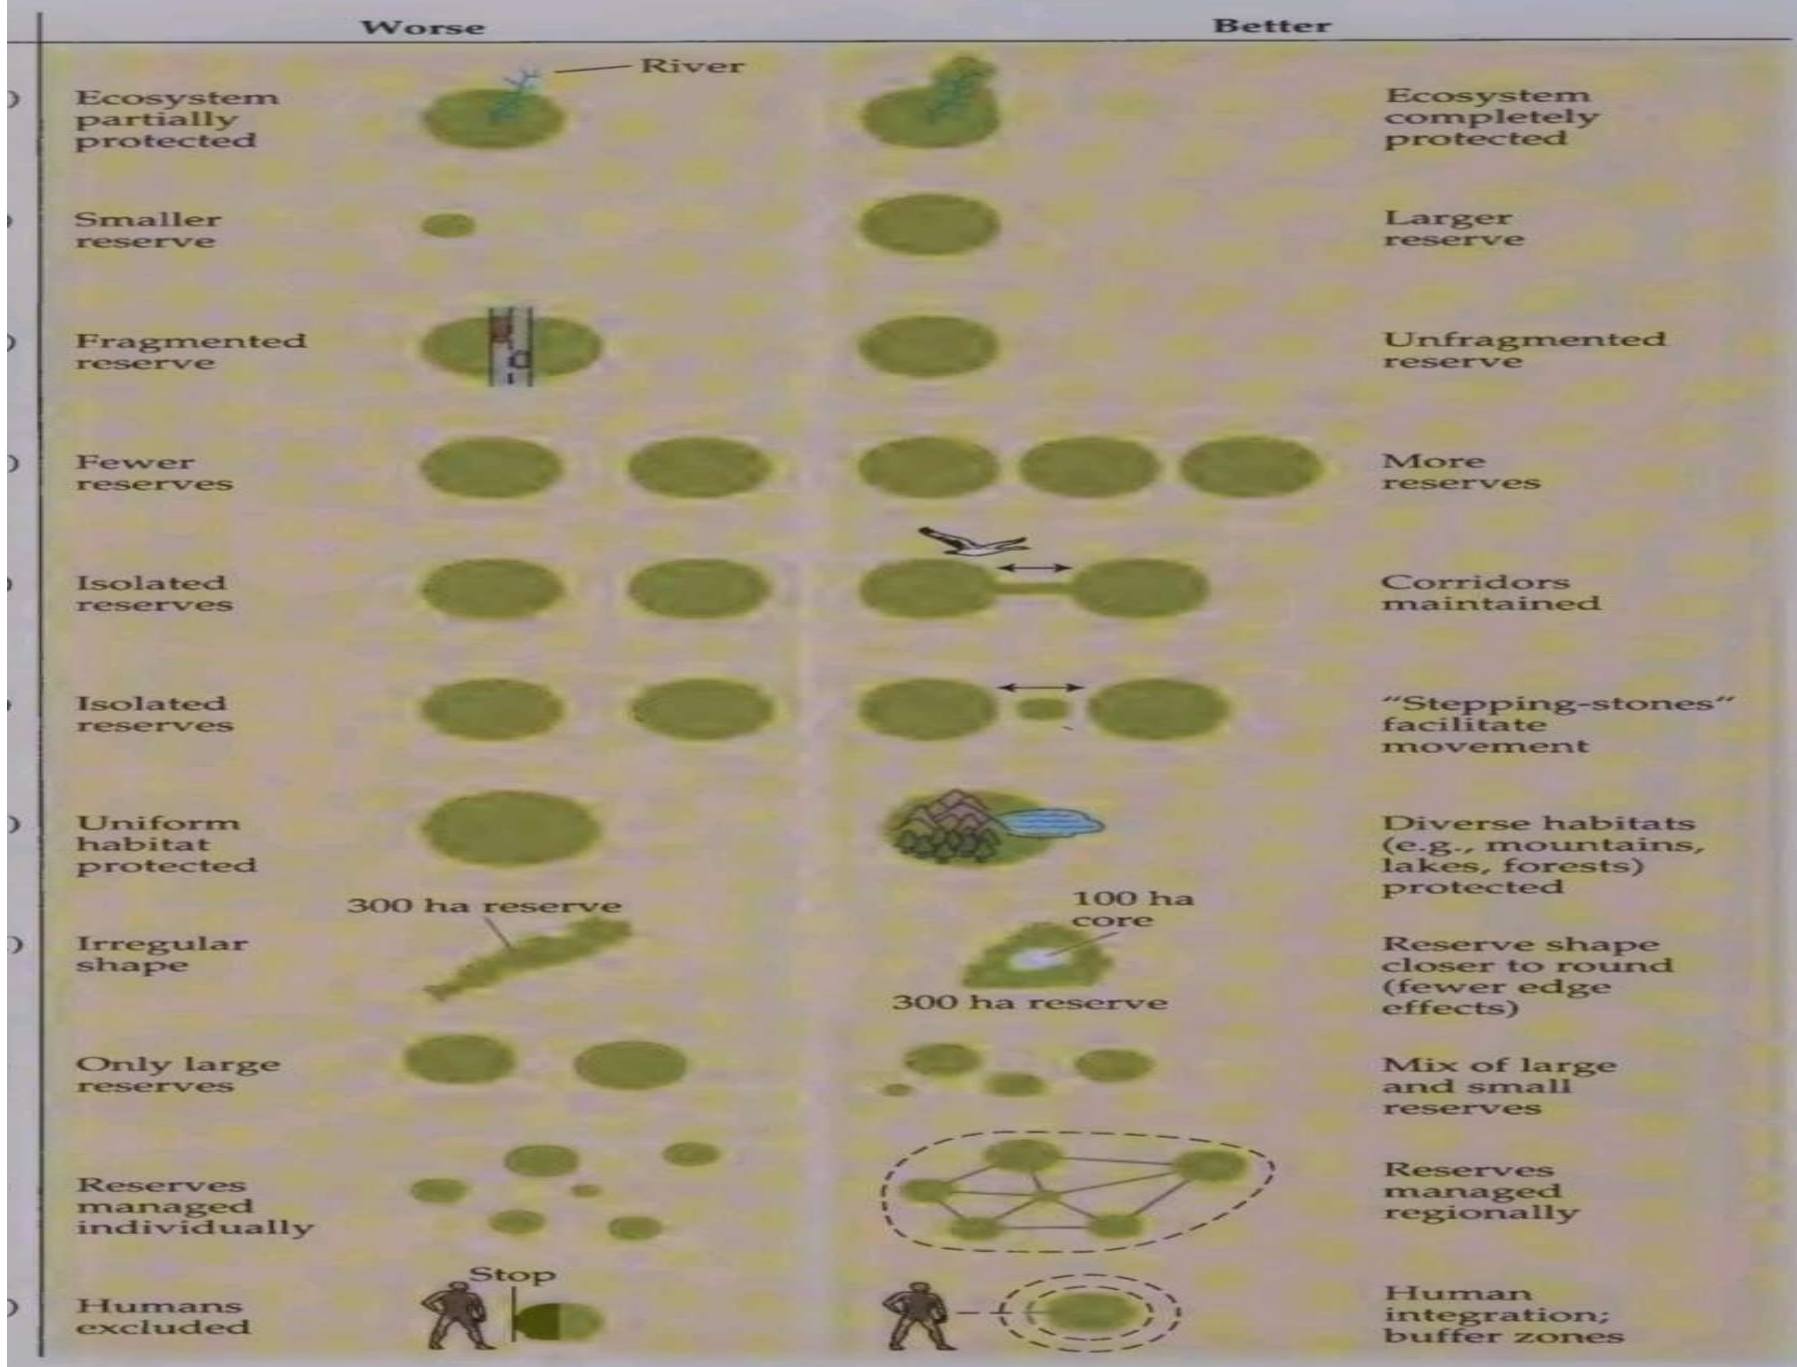 Worse
Better
River
Ecosystem
partially
protected
Ecosystem
completely
protected
Smaller
reserve
Larger
reserve
Fragmented
reserve
Unfragmented
reserve
Fewer
reserves
More
reserves
Isolated
reserves
Corridors
maintained
Isolated
reserves
“Stepping-stones”
facilitate
movement
Uniform
habitat
protected
Diverse habitats
(e.g., mountains,
lakes, forests)
protected
Irregular
shape
300 ha reserve
100 ha
core
300 ha reserve
Reserve shape
closer to round
(fewer edge
effects)
Only large
reserves
Mix of large
and small
reserves
Reserves
managed
individually
Reserves
managed
regionally
Humans
excluded
Stop
Human
integration;
buffer zones